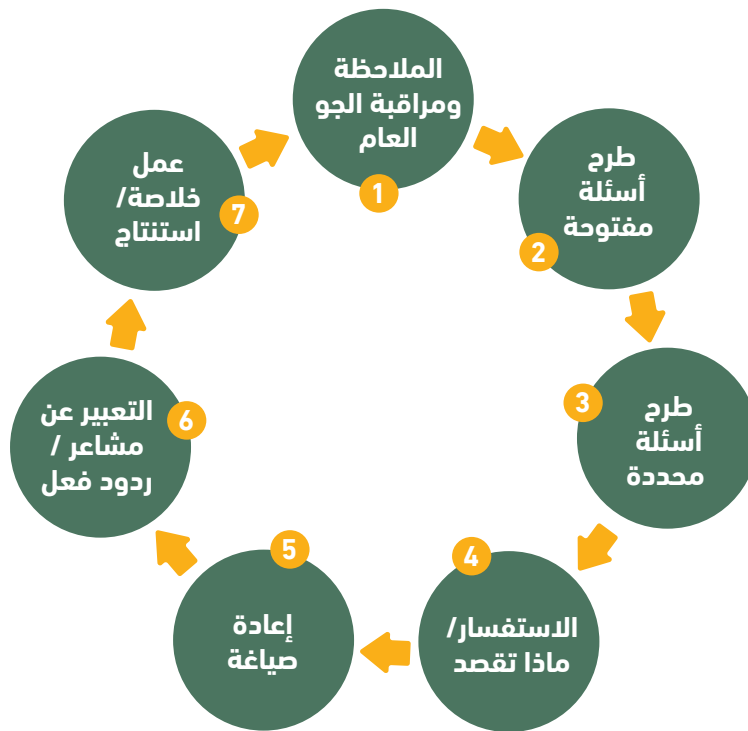 الملاحظة
ومراقبة الجو
العام
1
طرح
أسئلة
مفتوحة
2
طرح
أسئلة
محددة
3
الاستفسار/
ماذا تقصد
4
إعادة
صياغة
5
التعبير عن
مشاعر /
ردود فعل
6
عمل
خلاصة/
استنتاج
7